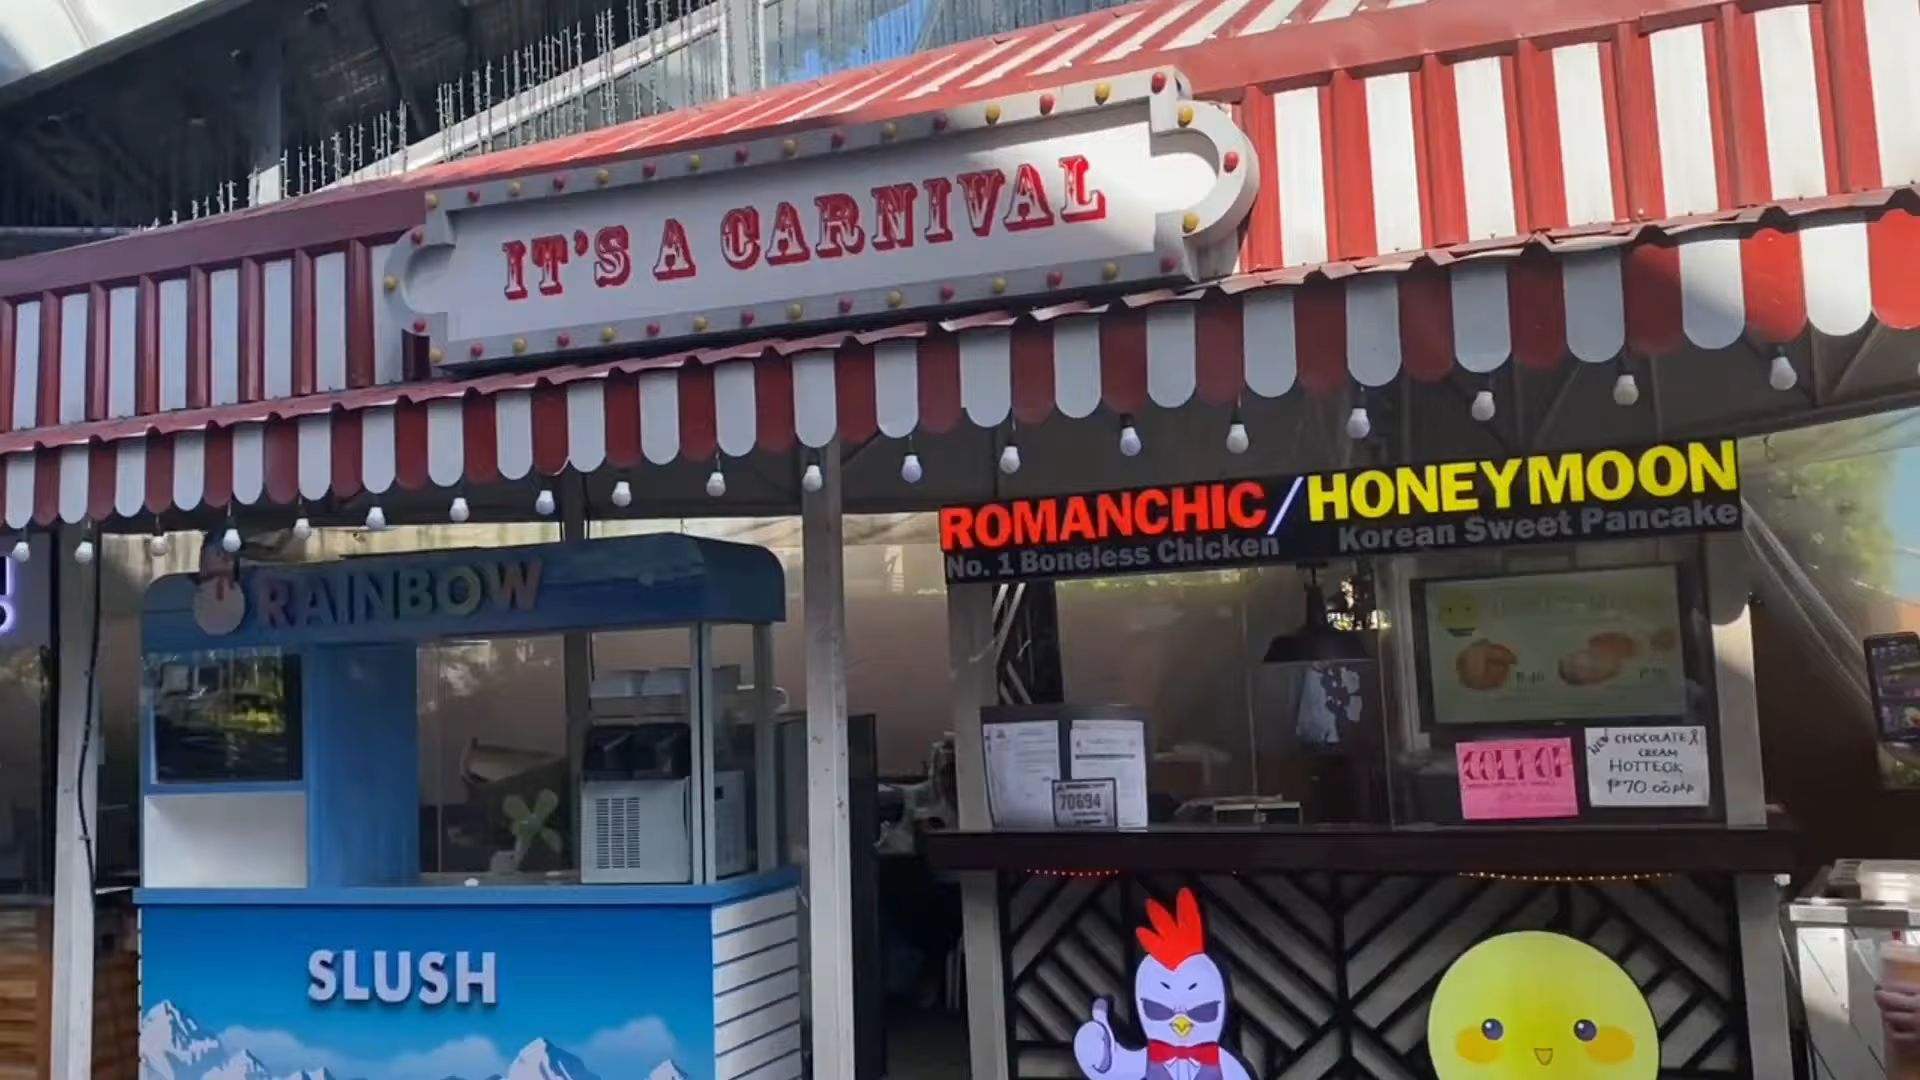 IT'S A CARNIVAL
ROMANCHIC/HONEYMOON
No. 1 Boneless Chicken Korean Sweet Pancake
RAINBOW
70694
NEW CHOCOLATE
CREAM
HOTTEOK
₱70.00
SLUSH